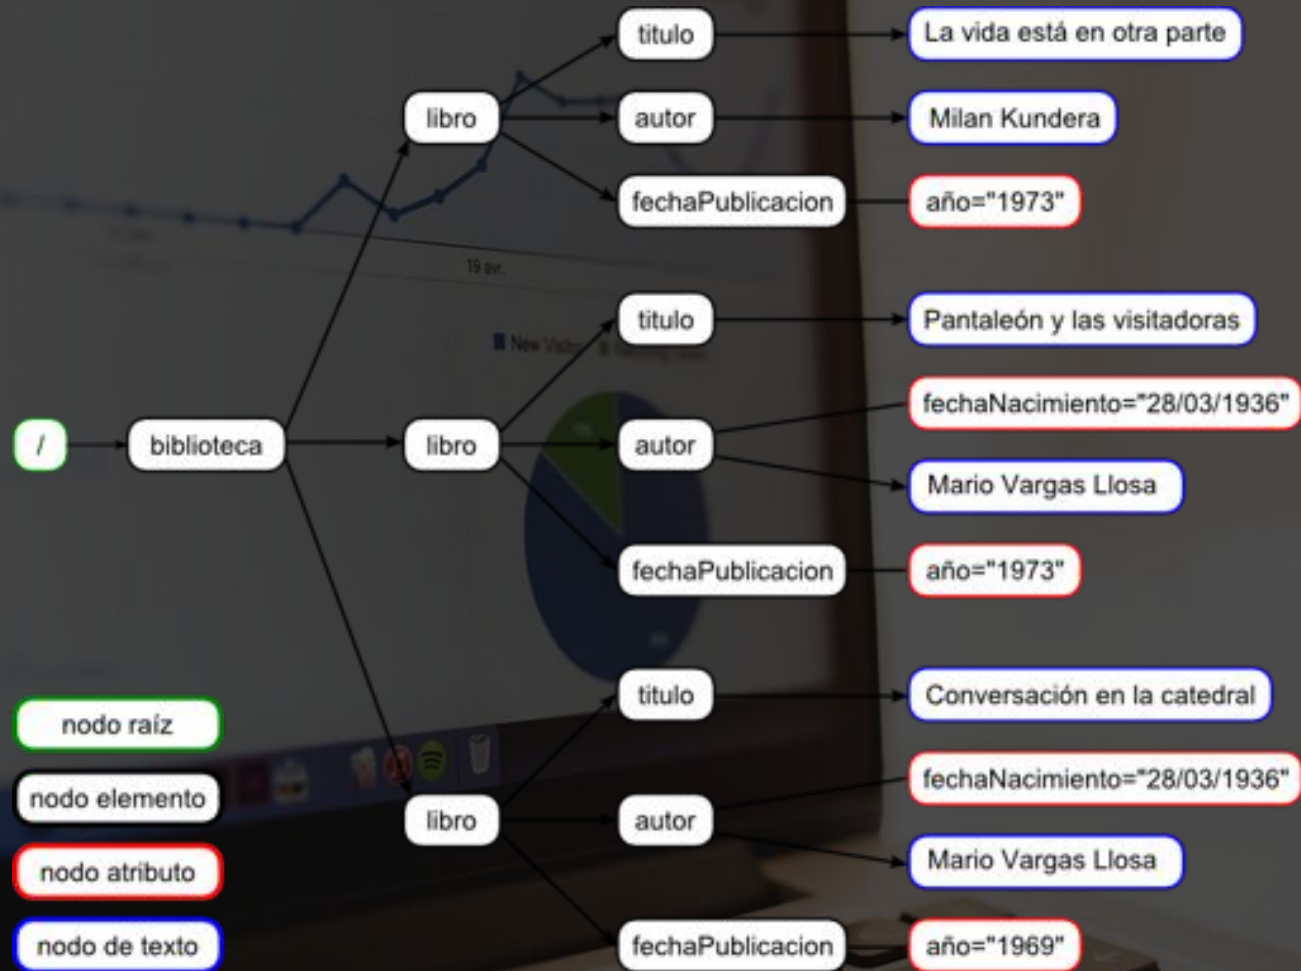 titulo
La vida está en otra parte
libro
autor
Milan Kundera
fechaPublicacion
año="1973"
19 avr.
titulo
Pantaleón y las visitadoras
New
fechaNacimiento="28/03/1936"
/
biblioteca
libro
autor
Mario Vargas Llosa
fechaPublicacion
año="1973"
titulo
Conversación en la catedral
nodo raíz
fechaNacimiento="28/03/1936"
nodo elemento
libro
autor
Mario Vargas Llosa
nodo atributo
nodo de texto
fechaPublicacion
año="1969"